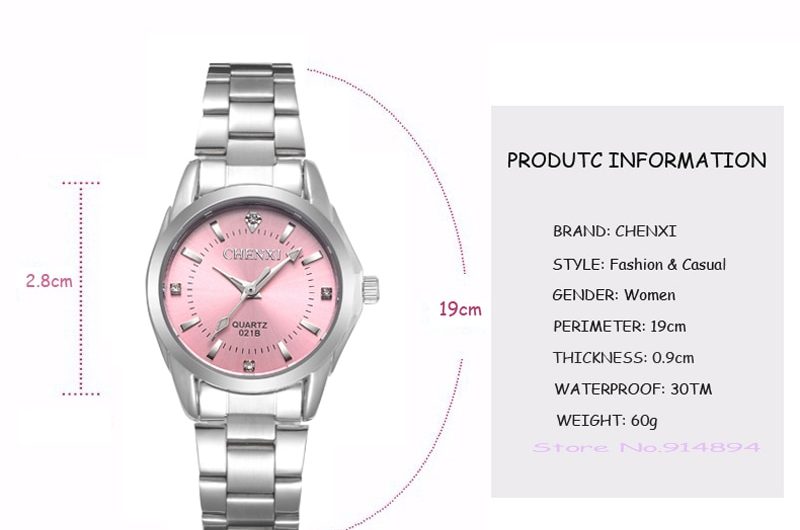 CHENXI
QUARTZ
021B
2.8cm
19cm
PRODUTC INFORMATION
BRAND: CHENXI
STYLE: Fashion & Casual
GENDER: Women
PERIMETER: 19cm
THICKNESS: 0.9cm
WATERPROOF: 30TM
WEIGHT: 60g
Store No.914894